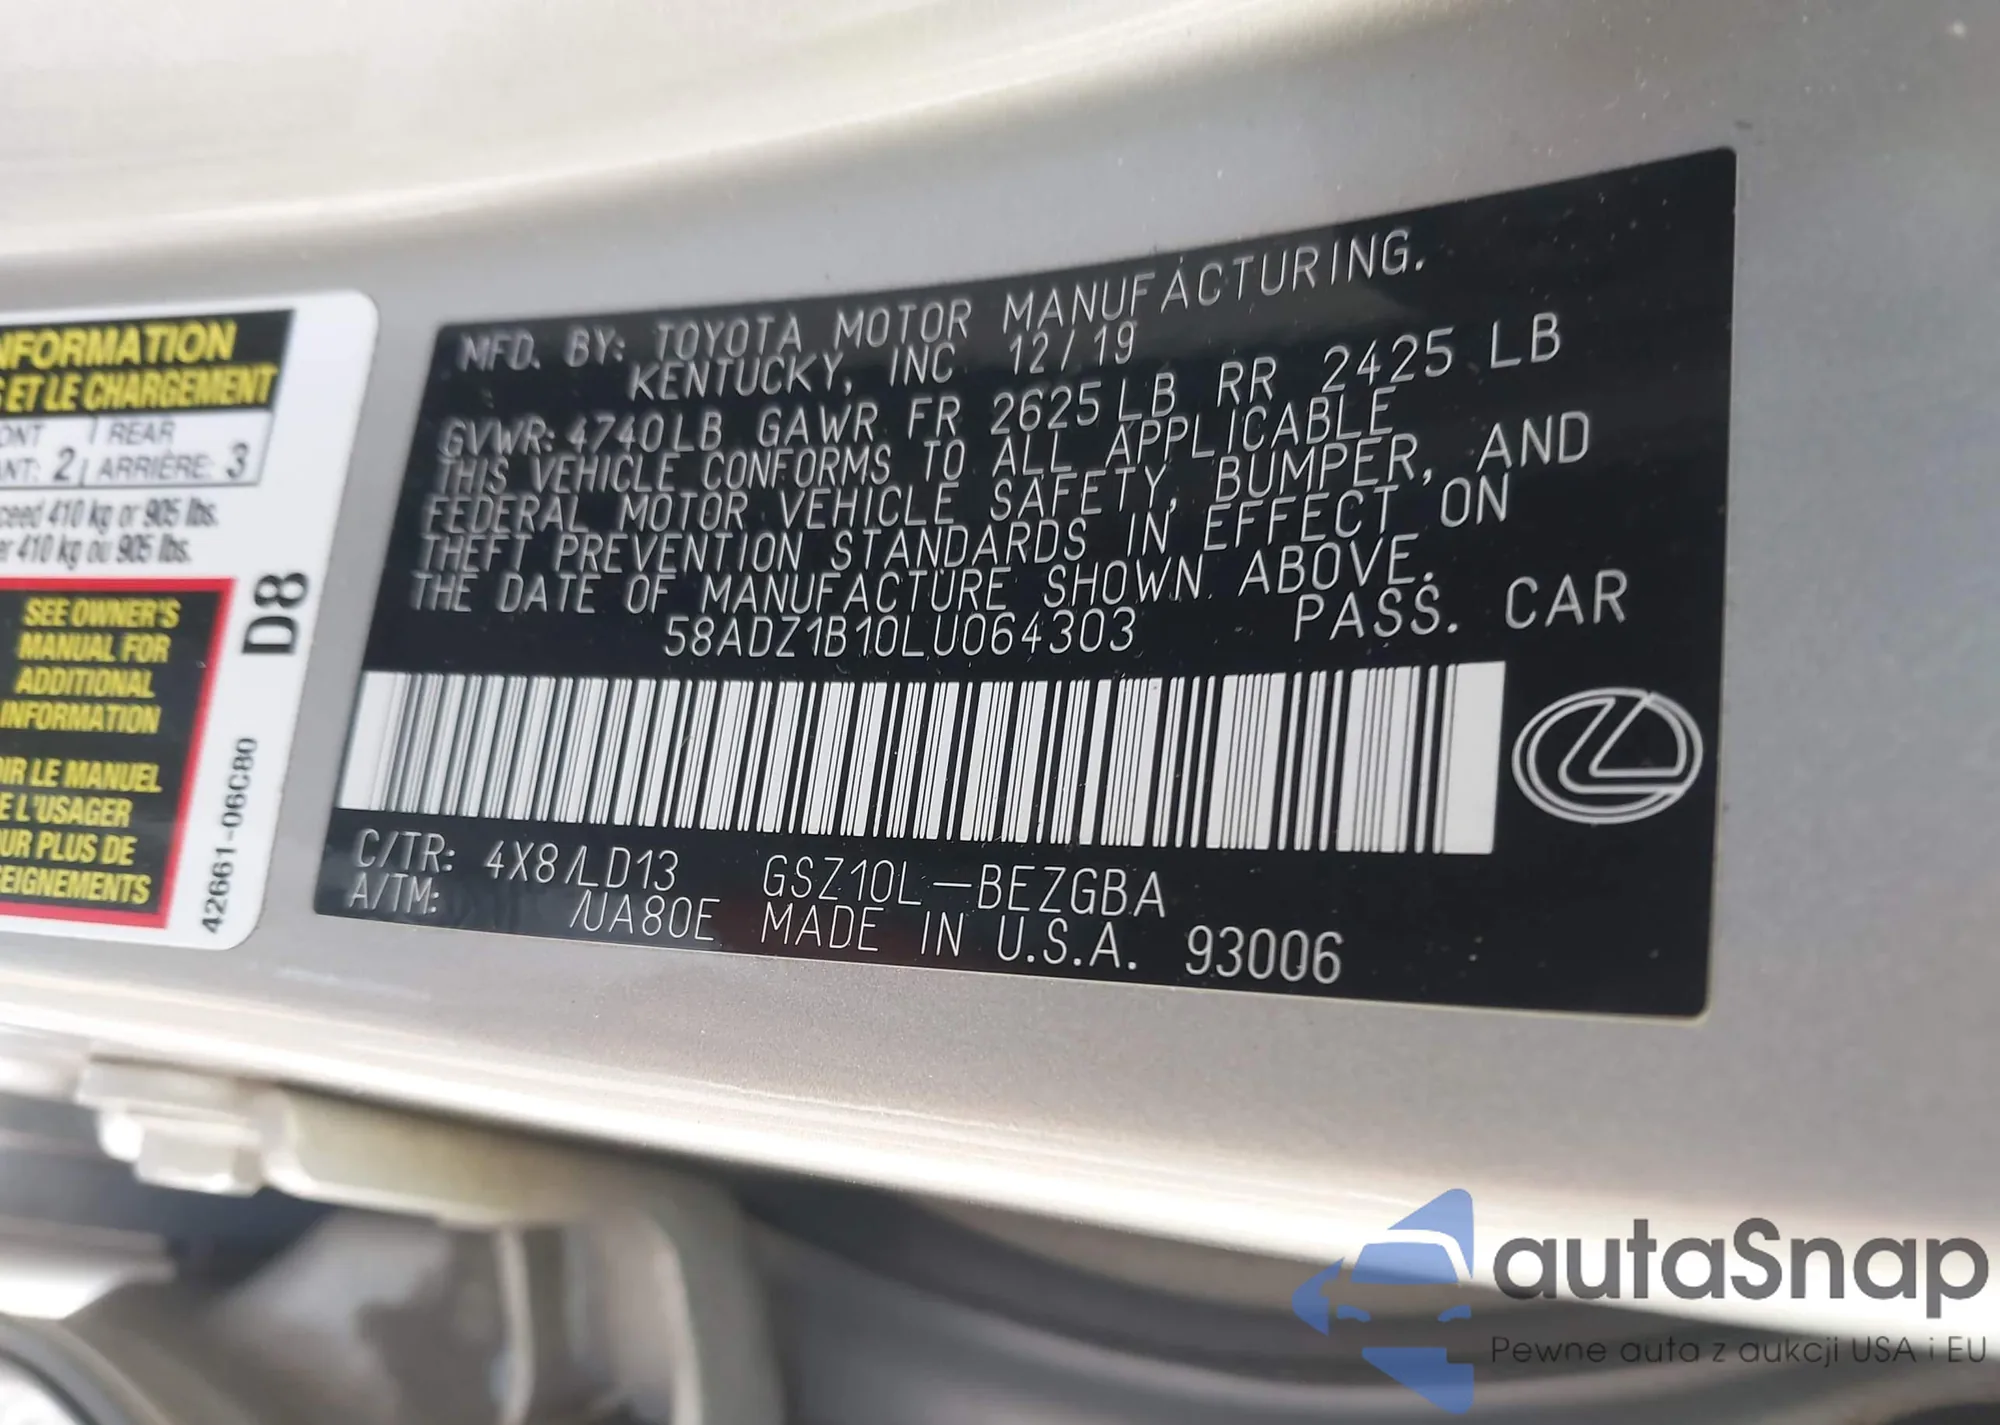 NFORMATION
S ET LE CHARGEMENT
ONT REAR
ANT: 2 ARRIÈRE: 3
ceed 410 kg or 905 lbs.
er 410 kg ou 905 lbs.
SEE OWNER'S
MANUAL FOR
ADDITIONAL
INFORMATION
OIR LE MANUEL
E L'USAGER
UR PLUS DE
SEIGNEMENTS
D8
42661-06C80
MFD. BY: TOYOTA MOTOR MANUFACTURING.
KENTUCKY, INC 12/19
GVWR: 4740LB GAWR FR 2625LB RR 2425 LB
THIS VEHICLE CONFORMS TO ALL APPLICABLE
FEDERAL MOTOR VEHICLE SAFETY, BUMPER, AND
THEFT PREVENTION STANDARDS IN EFFECT ON
THE DATE OF MANUFACTURE SHOWN ABOVE.
58ADZ1B10LU064303 PASS. CAR
C/TR: 4X8/LD13 GSZ10L-BEZGBA
A/TM: /UA80E MADE IN U.S.A. 93006
autaSnap
Pewne auta z aukcji USA i EU